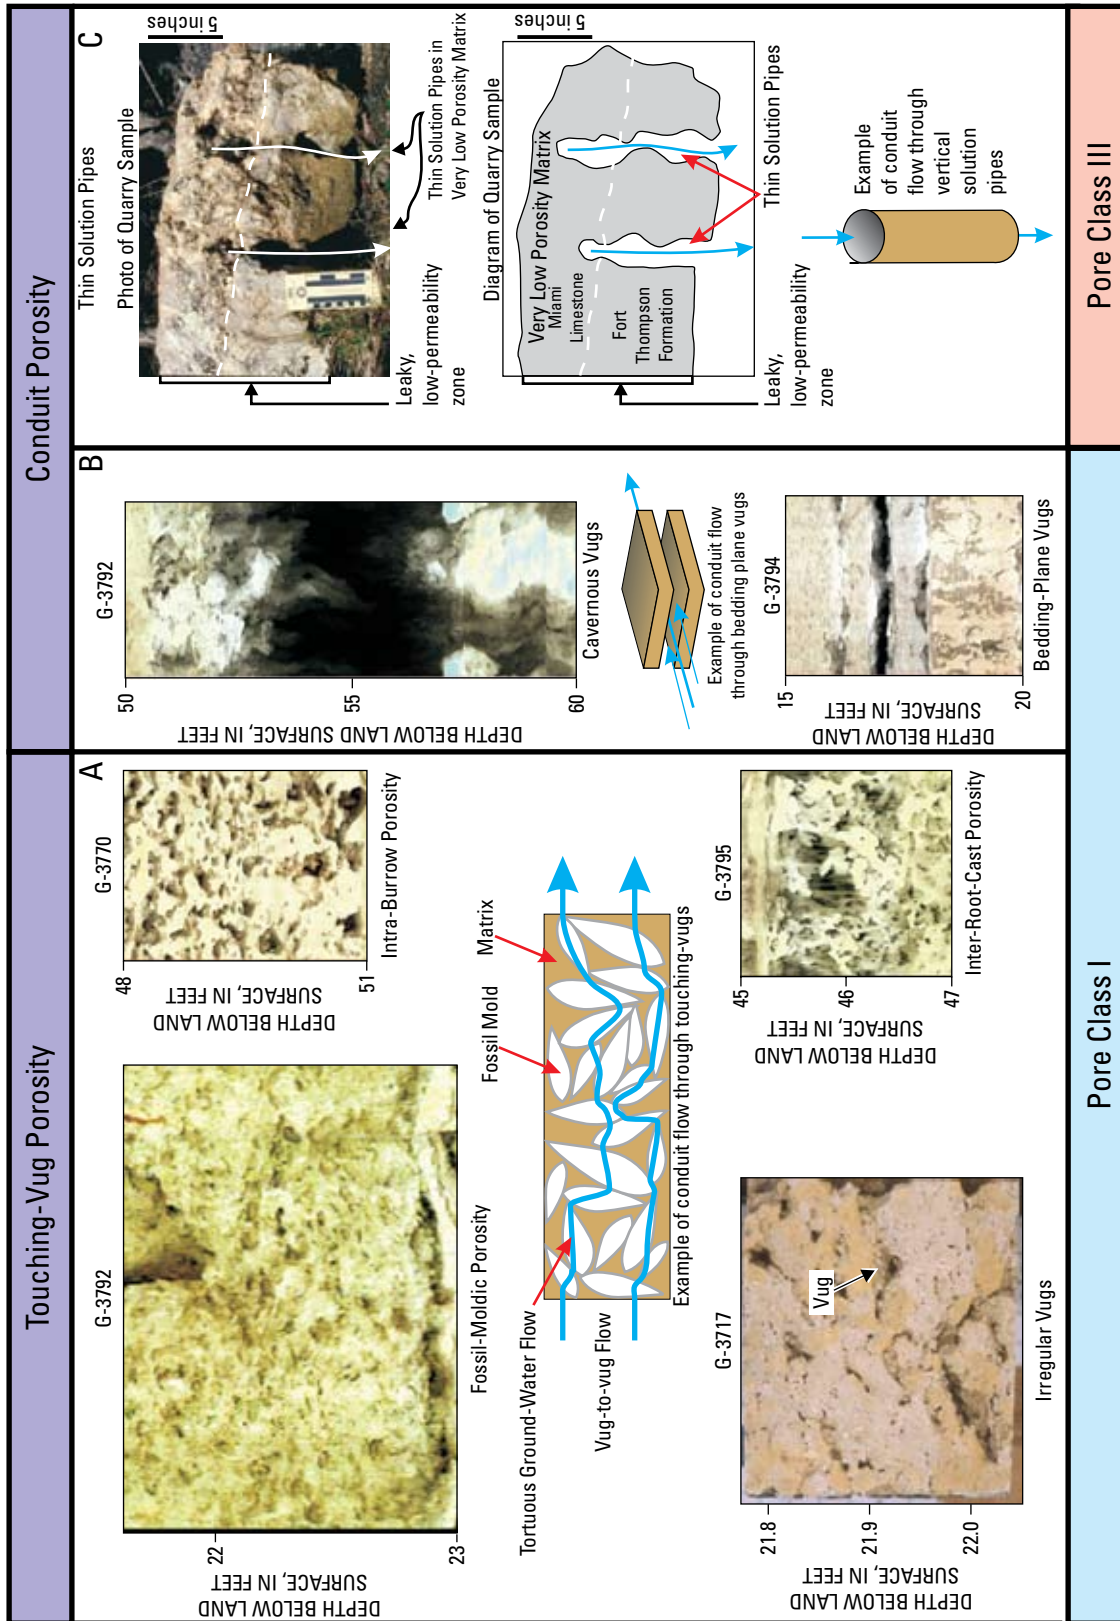 Touching-Vug Porosity
Conduit Porosity
A
G-3792
22
23
DEPTH BELOW LAND
SURFACE, IN FEET
Fossil-Moldic Porosity
G-3770
48
51
DEPTH BELOW LAND
SURFACE, IN FEET
Intra-Burrow Porosity
Tortuous Ground-Water Flow
Fossil Mold
Matrix
Vug-to-vug Flow
Example of conduit flow through touching-vugs
G-3717
21.8
21.9
22.0
DEPTH BELOW LAND
SURFACE, IN FEET
Vug
Irregular Vugs
G-3795
45
46
47
DEPTH BELOW LAND
SURFACE, IN FEET
Inter-Root-Cast Porosity
B
G-3792
50
55
60
DEPTH BELOW LAND SURFACE, IN FEET
Cavernous Vugs
Example of conduit flow
through bedding plane vugs
G-3794
15
20
DEPTH BELOW LAND
SURFACE, IN FEET
Bedding-Plane Vugs
C
Thin Solution Pipes
Photo of Quarry Sample
5 inches
Leaky,
low-permeability
zone
Thin Solution Pipes in
Very Low Porosity Matrix
Diagram of Quarry Sample
5 inches
Very Low Porosity Matrix
Miami
Limestone
Fort
Thompson
Formation
Leaky,
low-permeability
zone
Thin Solution Pipes
Example
of conduit
flow through
vertical
solution
pipes
Pore Class I
Pore Class III